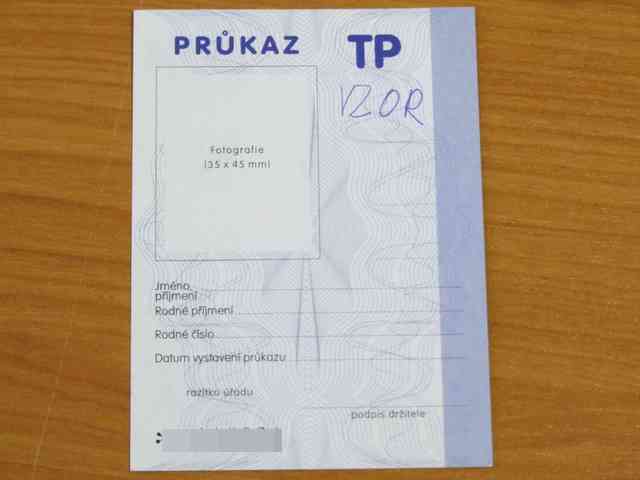 PRŮKAZ TP
VZOR
Fotografie
(35 x 45 mm)
Jméno,
příjmení
Rodné příjmení
Rodné číslo
Datum vystavení průkazu
razítko úřadu
podpis držitele